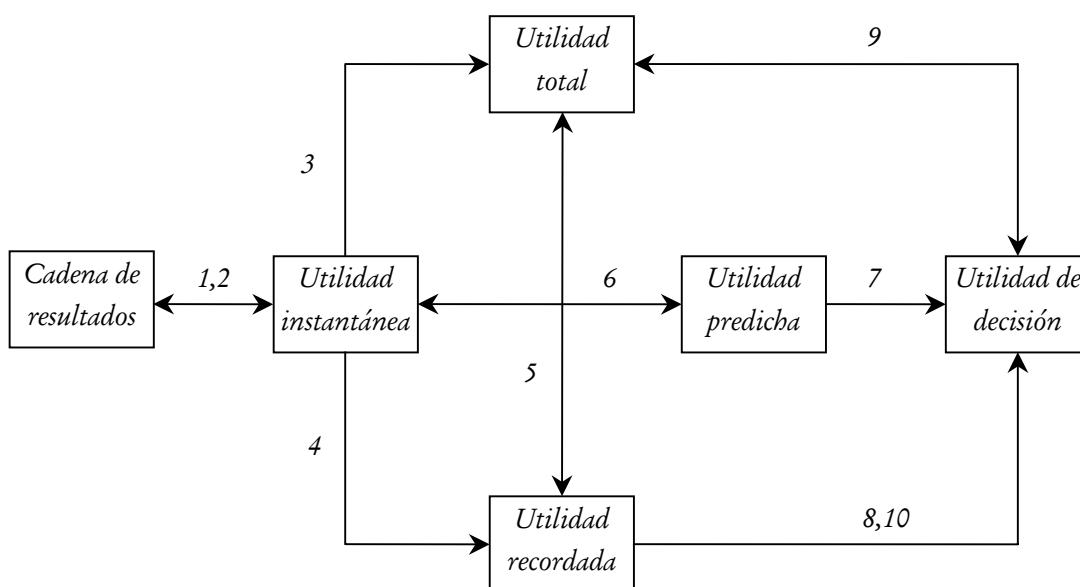 Utilidad
total
9
3
Cadena de
resultados
1,2
Utilidad
instantánea
6
Utilidad
predicha
7
Utilidad de
decisión
5
4
Utilidad
recordada
8,10